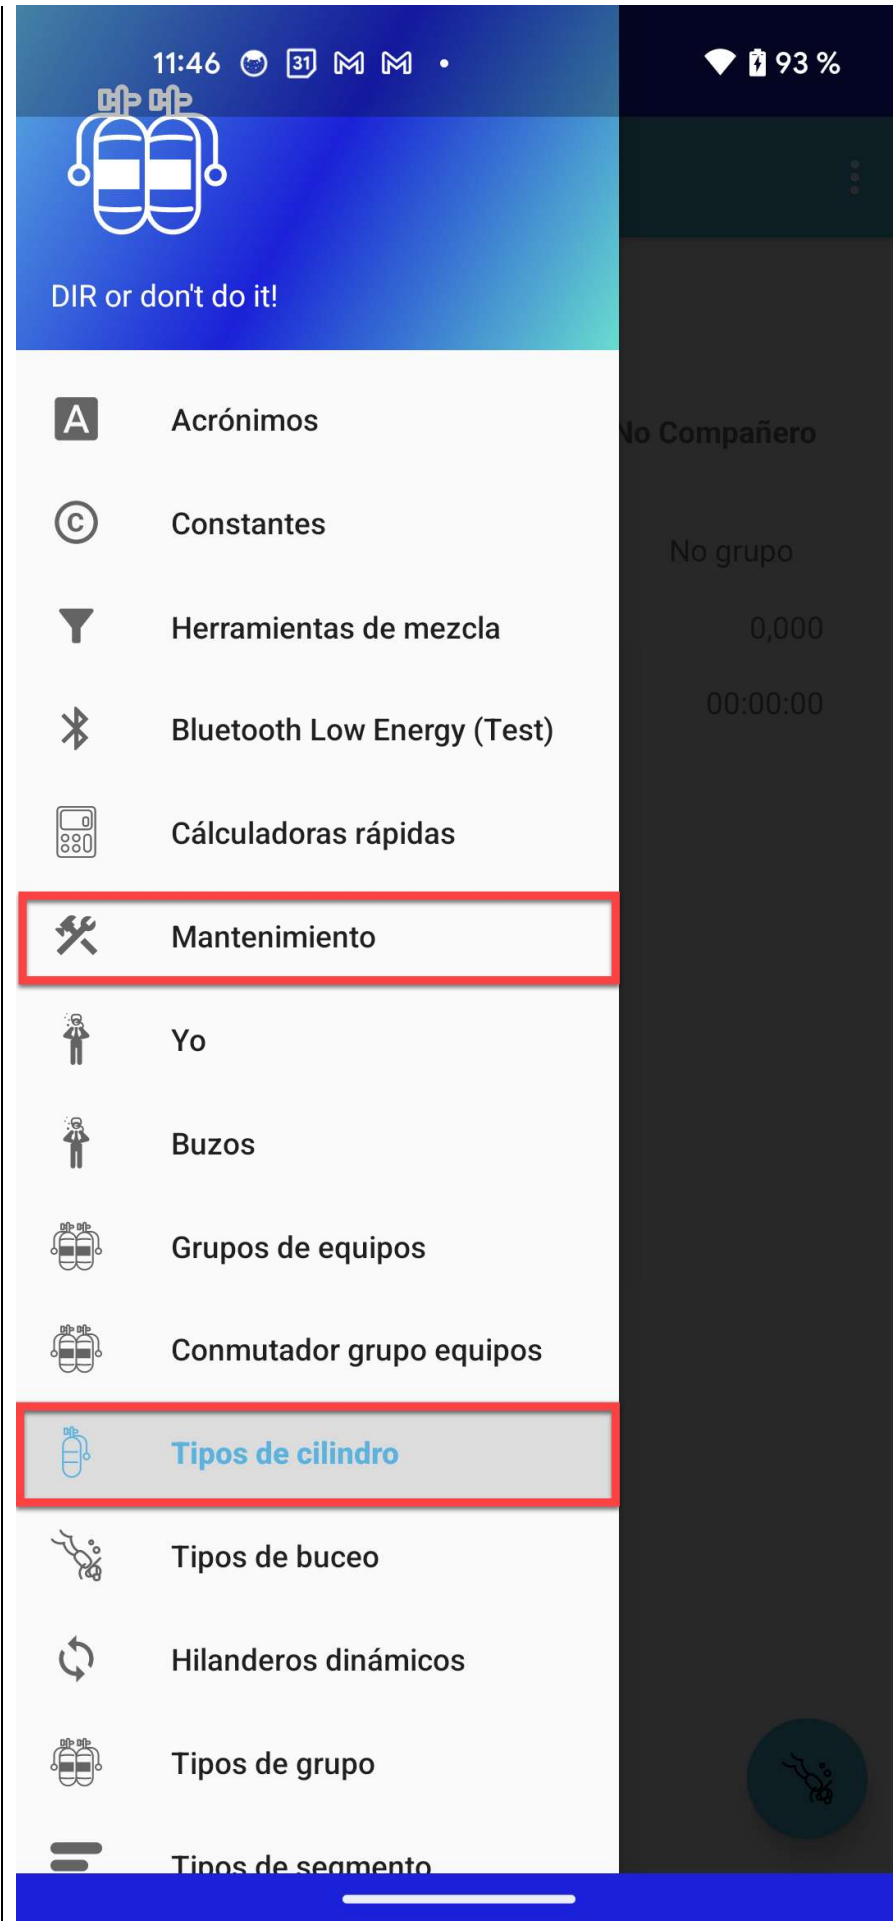 11:46 31 93 %
DIR or don't do it!
A Acrónimos
No Compañero
C Constantes
No grupo
Herramientas de mezcla
0,000
00:00:00
Bluetooth Low Energy (Test)
0
Cálculadoras rápidas
Mantenimiento
Yo
Buzos
Grupos de equipos
Conmutador grupo equipos
Tipos de cilindro
Tipos de buceo
Hilanderos dinámicos
Tipos de grupo
Tipos de segmento